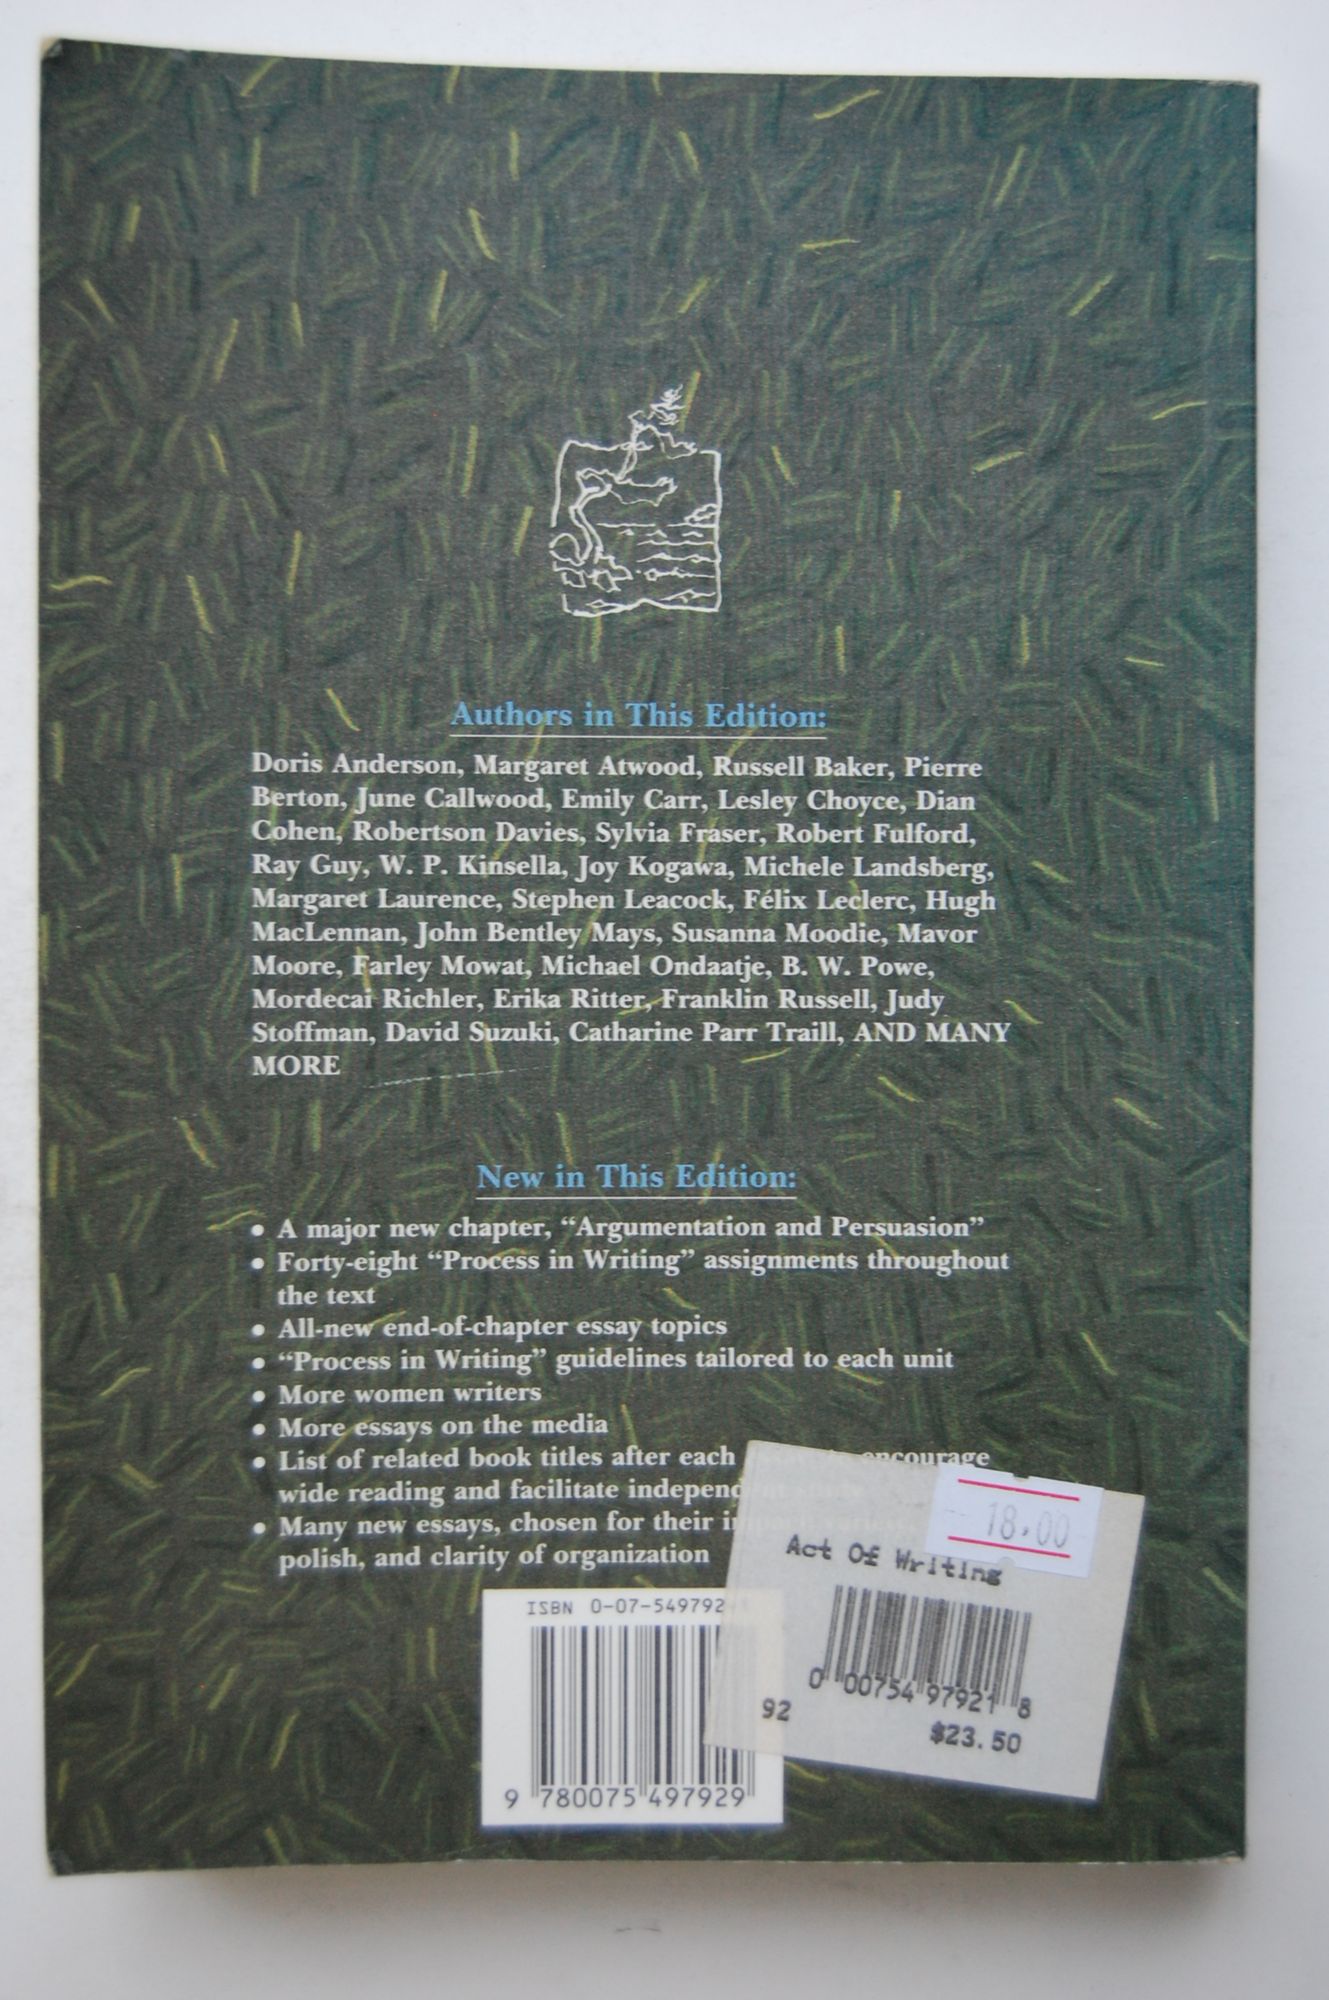 Authors in This Edition:
Doris Anderson, Margaret Atwood, Russell Baker, Pierre
Berton, June Callwood, Emily Carr, Lesley Choyce, Dian
Cohen, Robertson Davies, Sylvia Fraser, Robert Fulford,
Ray Guy, W. P. Kinsella, Joy Kogawa, Michele Landsberg,
Margaret Laurence, Stephen Leacock, Félix Leclerc, Hugh
MacLennan, John Bentley Mays, Susanna Moodie, Mavor
Moore, Farley Mowat, Michael Ondaatje, B. W. Powe,
Mordecai Richler, Erika Ritter, Franklin Russell, Judy
Stoffman, David Suzuki, Catharine Parr Traill, AND MANY
MORE
New in This Edition:
• A major new chapter, “Argumentation and Persuasion”
• Forty-eight “Process in Writing” assignments throughout
the text
• All-new end-of-chapter essay topics
• “Process in Writing” guidelines tailored to each unit
• More women writers
• More essays on the media
• List of related book titles after each encourage
wide reading and facilitate independent
• Many new essays, chosen for their
polish, and clarity of organization
18.00
Act Of Writing
0 00754 97921 8
92
$23.50
ISBN 0-07-549792-
9 780075 497929